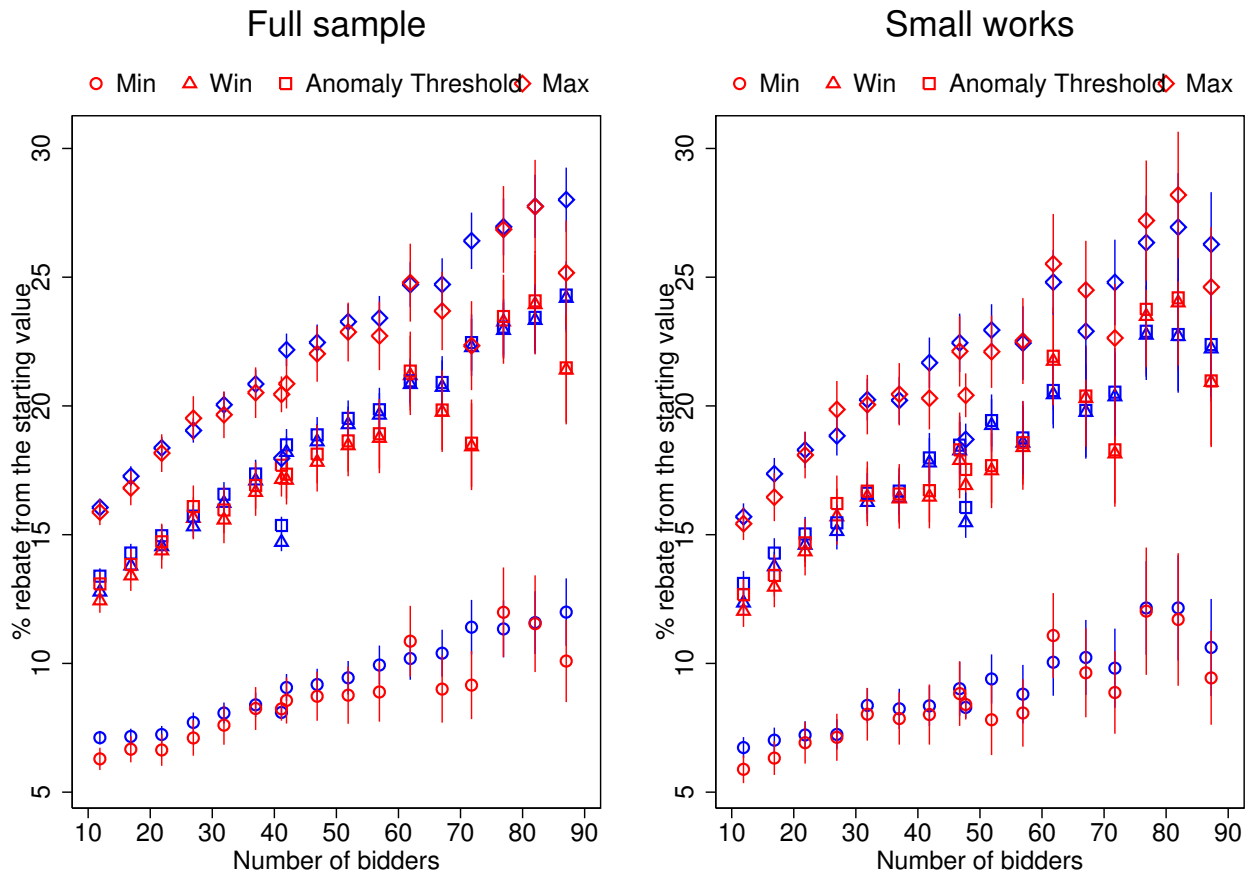 Full sample
Min Win Anomaly Threshold Max
% rebate from the starting value
30
25
20
15
10
5
10 20 30 40 50 60 70 80 90
Number of bidders
Small works
Min Win Anomaly Threshold Max
% rebate from the starting value
30
25
20
15
10
5
10 20 30 40 50 60 70 80 90
Number of bidders